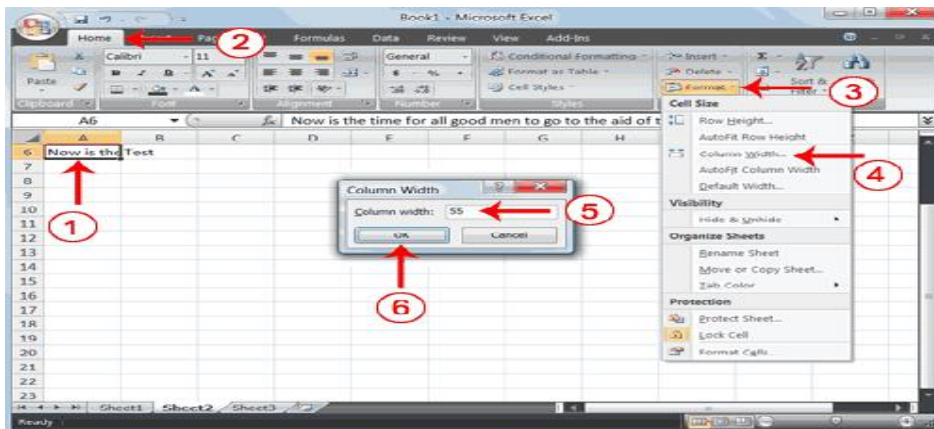 Book1 - Microsoft Excel
Home
Formulas Data Review View Add-Ins
2
Calibri 11
General
Conditional Formatting
Insert
Paste
Format as Table
Delete
Cell Styles
Format
Sort &
Filter
3
Clipboard Font Alignment Number Styles
A6 fx Now is the time for all good men to go to the aid of t
A B C D E F G H
6 Now is the Test
7
8
9
10
11
12
13
14
15
16
17
18
19
20
21
22
23
1
Column Width
Column width: 55
5
OK Cancel
6
Cell Size
Row Height...
AutoFit Row Height
Column Width...
4
AutoFit Column Width
Default Width...
Visibility
Hide & Unhide
Organize Sheets
Rename Sheet
Move or Copy Sheet...
Tab Color
Protection
Protect Sheet...
Lock Cell
Format Cells...
Sheet1 Sheet2 Sheet3
Ready